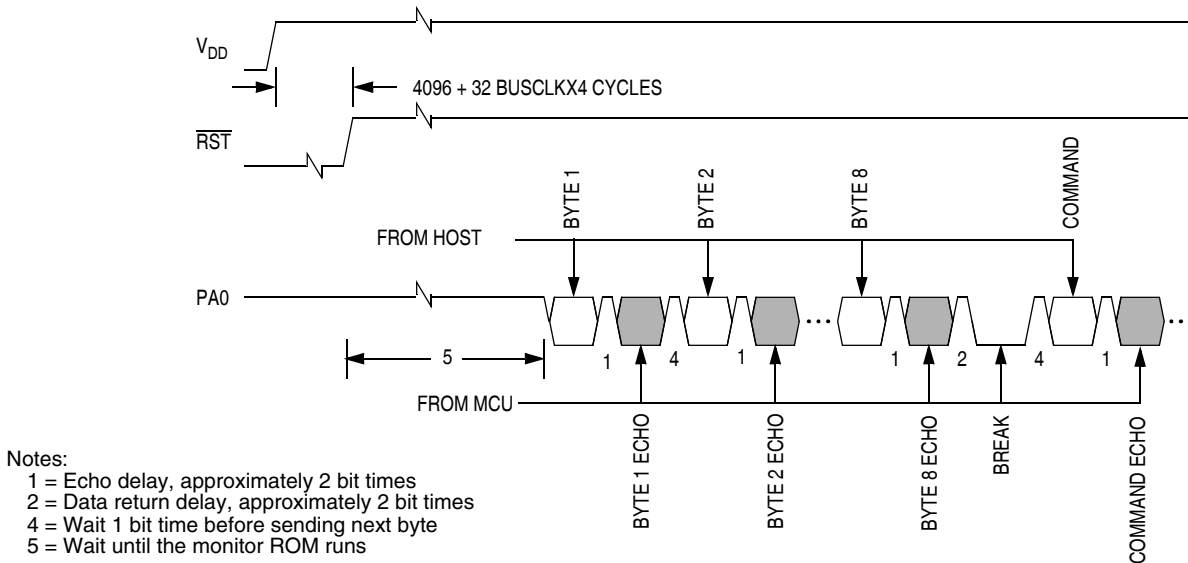 VDD
4096 + 32 BUSCLKX4 CYCLES
RST
BYTE 1
BYTE 2
BYTE 8
COMMAND
FROM HOST
PA0
5
1
4
1
1
2
4
1
FROM MCU
BYTE 1 ECHO
BYTE 2 ECHO
BYTE 8 ECHO
BREAK
COMMAND ECHO
Notes:
1 = Echo delay, approximately 2 bit times
2 = Data return delay, approximately 2 bit times
4 = Wait 1 bit time before sending next byte
5 = Wait until the monitor ROM runs